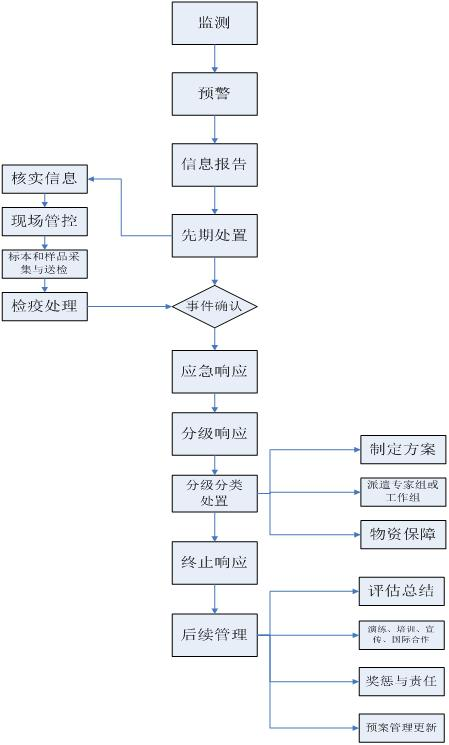 监测
预警
信息报告
先期处置
核实信息
现场管控
标本和样品采
集与送检
检疫处理
事件确认
应急响应
分级响应
分级分类
处置
制定方案
派遣专家组或
工作组
物资保障
终止响应
后续管理
评估总结
演练、培训、宣
传、国际合作
奖惩与责任
预案管理更新